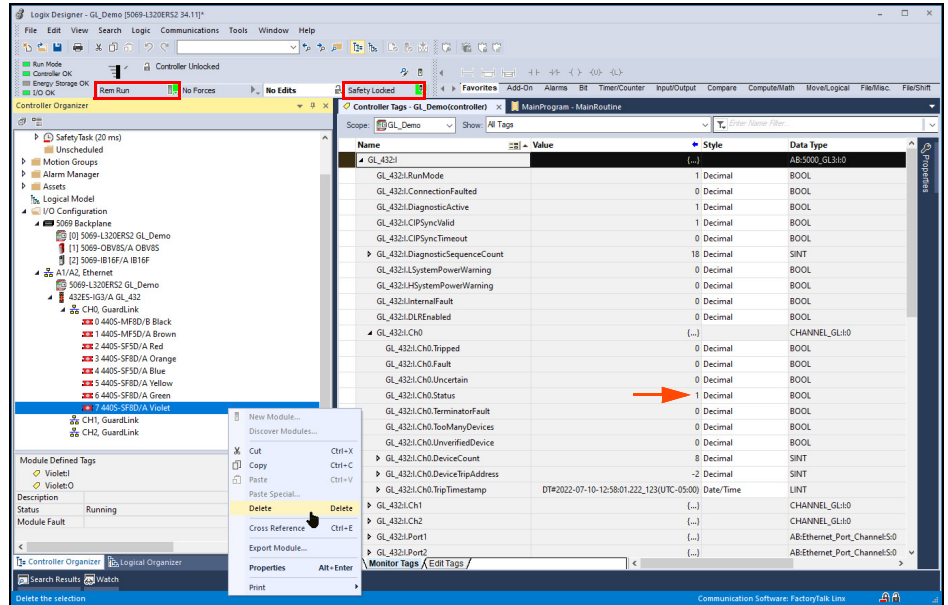 Logix Designer - GL_Demo [5069-L320ERS2 34.11]*
File Edit View Search Logic Communications Tools Window Help
Run Mode
Controller OK
Energy Storage OK
I/O OK
Controller Unlocked
Rem Run
No Forces
No Edits
Safety Locked
Favorites Add-On Alarms Bit Timer/Counter Input/Output Compare Compute/Math Move/Logical File/Misc. File/Shift
Controller Organizer
SafetyTask (20 ms)
Unscheduled
Motion Groups
Alarm Manager
Assets
Logical Model
I/O Configuration
5069 Backplane
[0] 5069-L320ERS2 GL_Demo
[1] 5069-OBV8S/A OBV8S
[2] 5069-IB16F/A IB16F
A1/A2, Ethernet
5069-L320ERS2 GL_Demo
432ES-IG3/A GL_432
CH0, GuardLink
0 440S-MF8D/B Black
1 440S-MF5D/A Brown
2 440S-SF5D/A Red
3 440S-SF8D/A Orange
4 440S-SF5D/A Blue
5 440S-SF8D/A Yellow
6 440S-SF8D/A Green
7 440S-SF8D/A Violet
CH1, GuardLink
CH2, GuardLink
Module Defined Tags
Violet:I
Violet:O
Description
Status Running
Module Fault
Controller Organizer Logical Organizer
Search Results Watch
Delete the selection
New Module...
Discover Modules...
Cut Ctrl+X
Copy Ctrl+C
Paste Ctrl+V
Paste Special...
Delete Delete
Cross Reference Ctrl+E
Export Module...
Properties Alt+Enter
Print
Controller Tags - GL_Demo(controller) × MainProgram - MainRoutine
Scope: GL_Demo Show: All Tags Enter Name Filter...
Name Value Style Data Type
GL_432:I {...} AB:5000_GL3:I:0
GL_432:I.RunMode 1 Decimal BOOL
GL_432:I.ConnectionFaulted 0 Decimal BOOL
GL_432:I.DiagnosticActive 1 Decimal BOOL
GL_432:I.CIPSyncValid 1 Decimal BOOL
GL_432:I.CIPSyncTimeout 0 Decimal BOOL
GL_432:I.DiagnosticSequenceCount 18 Decimal SINT
GL_432:I.LSystemPowerWarning 0 Decimal BOOL
GL_432:I.HSystemPowerWarning 0 Decimal BOOL
GL_432:I.InternalFault 0 Decimal BOOL
GL_432:I.DLREnabled 0 Decimal BOOL
GL_432:I.Ch0 {...} CHANNEL_GL:I:0
GL_432:I.Ch0.Tripped 0 Decimal BOOL
GL_432:I.Ch0.Fault 0 Decimal BOOL
GL_432:I.Ch0.Uncertain 0 Decimal BOOL
GL_432:I.Ch0.Status 1 Decimal BOOL
GL_432:I.Ch0.TerminatorFault 0 Decimal BOOL
GL_432:I.Ch0.TooManyDevices 0 Decimal BOOL
GL_432:I.Ch0.UnverifiedDevice 0 Decimal BOOL
GL_432:I.Ch0.DeviceCount 8 Decimal SINT
GL_432:I.Ch0.DeviceTripAddress -2 Decimal SINT
GL_432:I.Ch0.TripTimestamp DT#2022-07-10-12:58:01.222_123(UTC-05:00) Date/Time LINT
GL_432:I.Ch1 {...} CHANNEL_GL:I:0
GL_432:I.Ch2 {...} CHANNEL_GL:I:0
GL_432:I.Port1 {...} AB:Ethernet_Port_Channel:S:0
GL_432:I.Port2 {...} AB:Ethernet_Port_Channel:S:0
Monitor Tags Edit Tags
Properties
Communication Software: FactoryTalk Linx